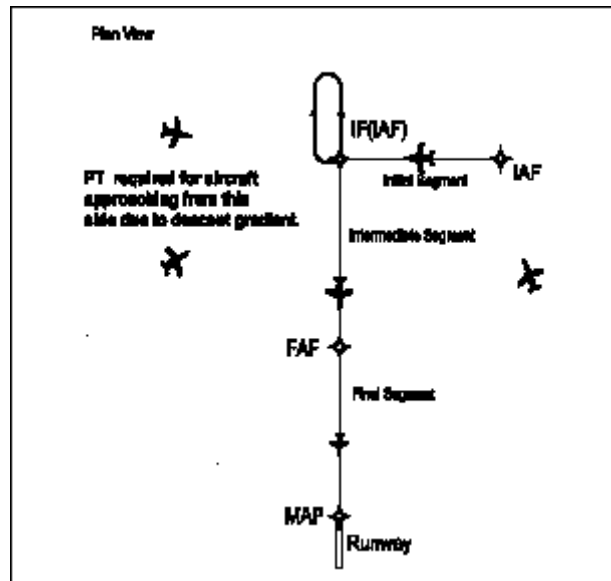 Plan View
IF(IAF)
IAF
Initial Segment
PT required for aircraft
approaching from this
side due to descent gradient.
Intermediate Segment
FAF
Final Segment
MAP
Runway